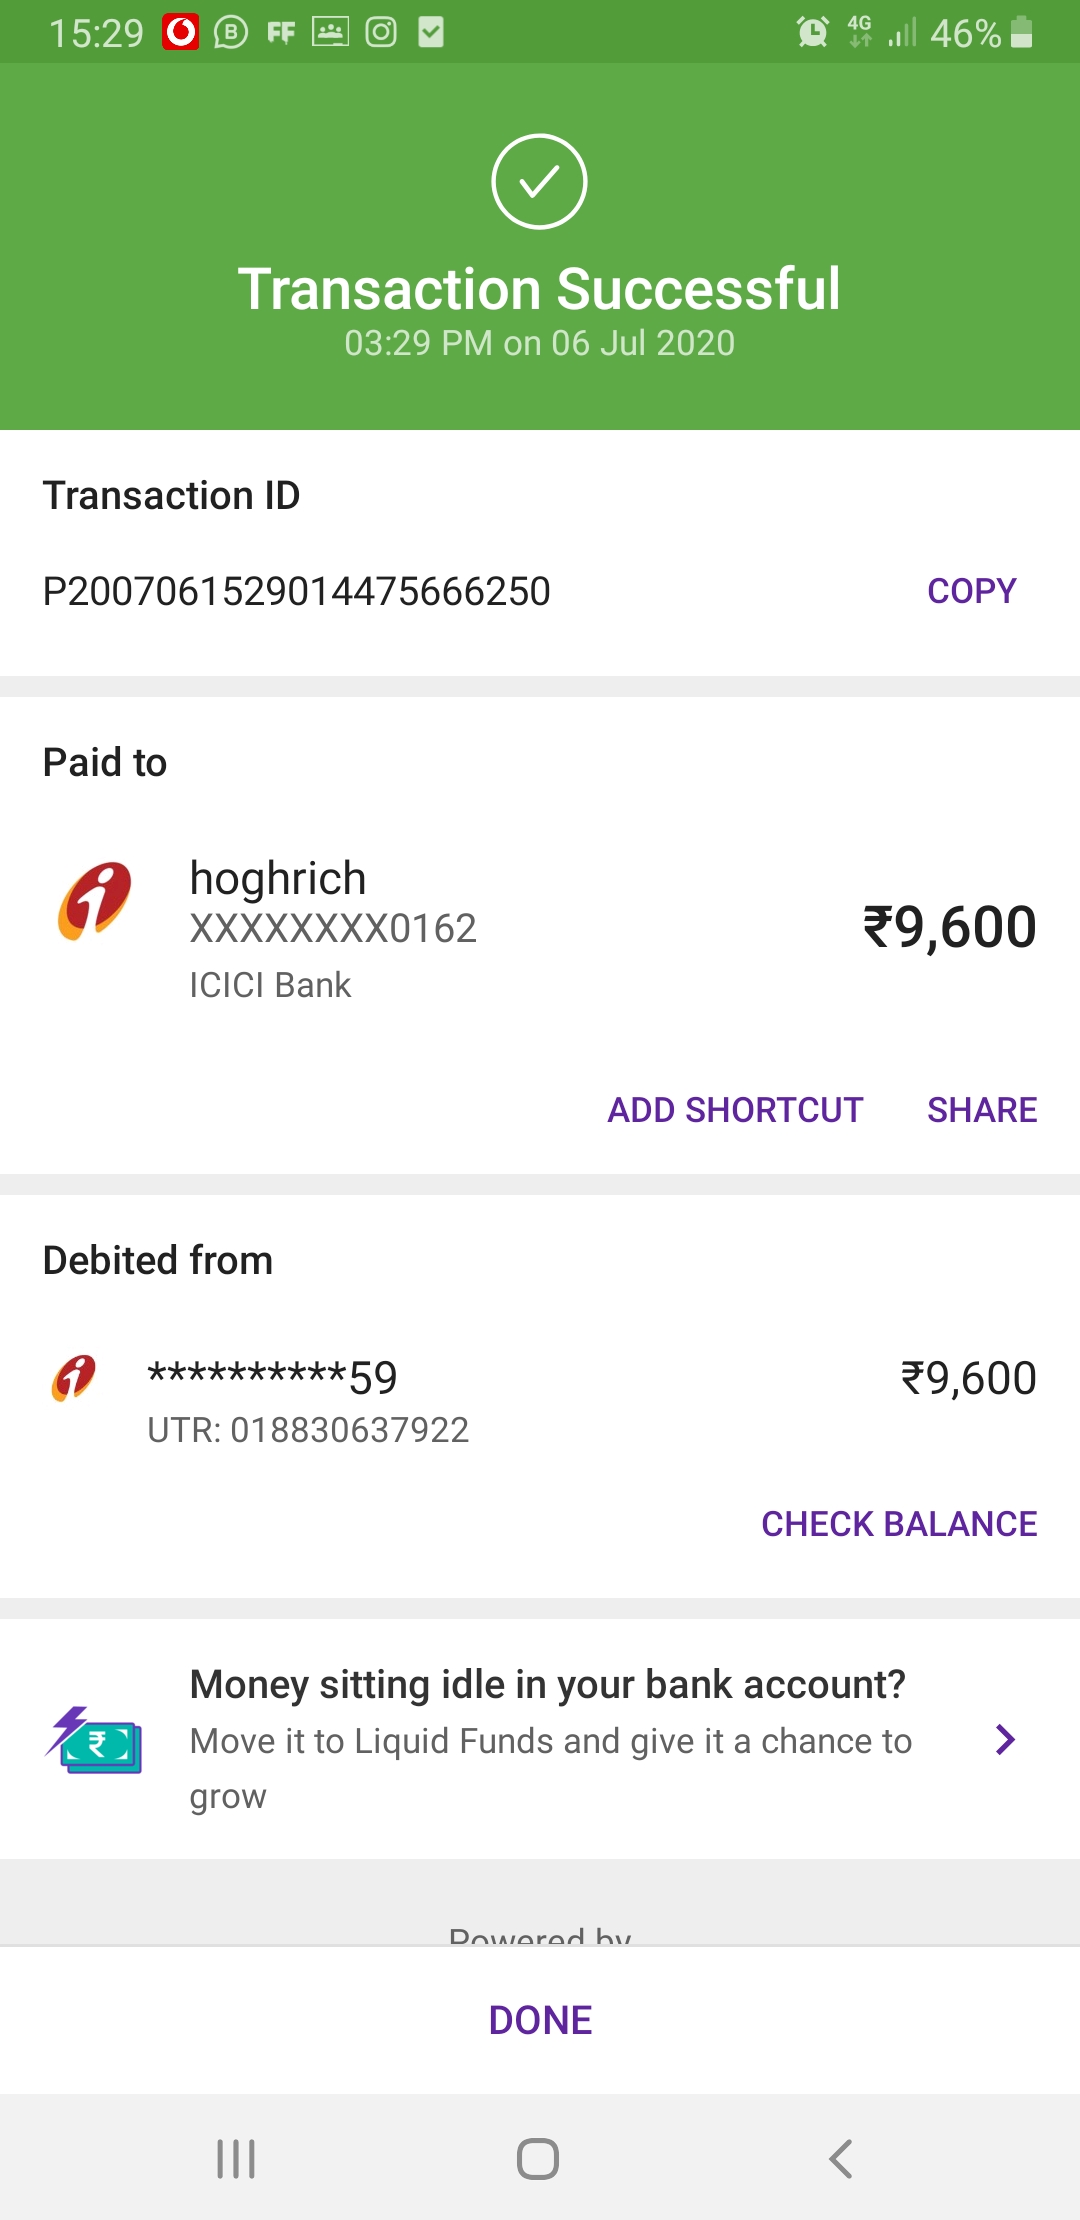 15:29
B
FF
4G
46%
Transaction Successful
03:29 PM on 06 Jul 2020
Transaction ID
P2007061529014475666250
COPY
Paid to
hoghrich
XXXXXXXX0162
ICICI Bank
₹9,600
ADD SHORTCUT
SHARE
Debited from
**********59
₹9,600
UTR: 018830637922
CHECK BALANCE
Money sitting idle in your bank account?
Move it to Liquid Funds and give it a chance to
grow
Powered by
DONE